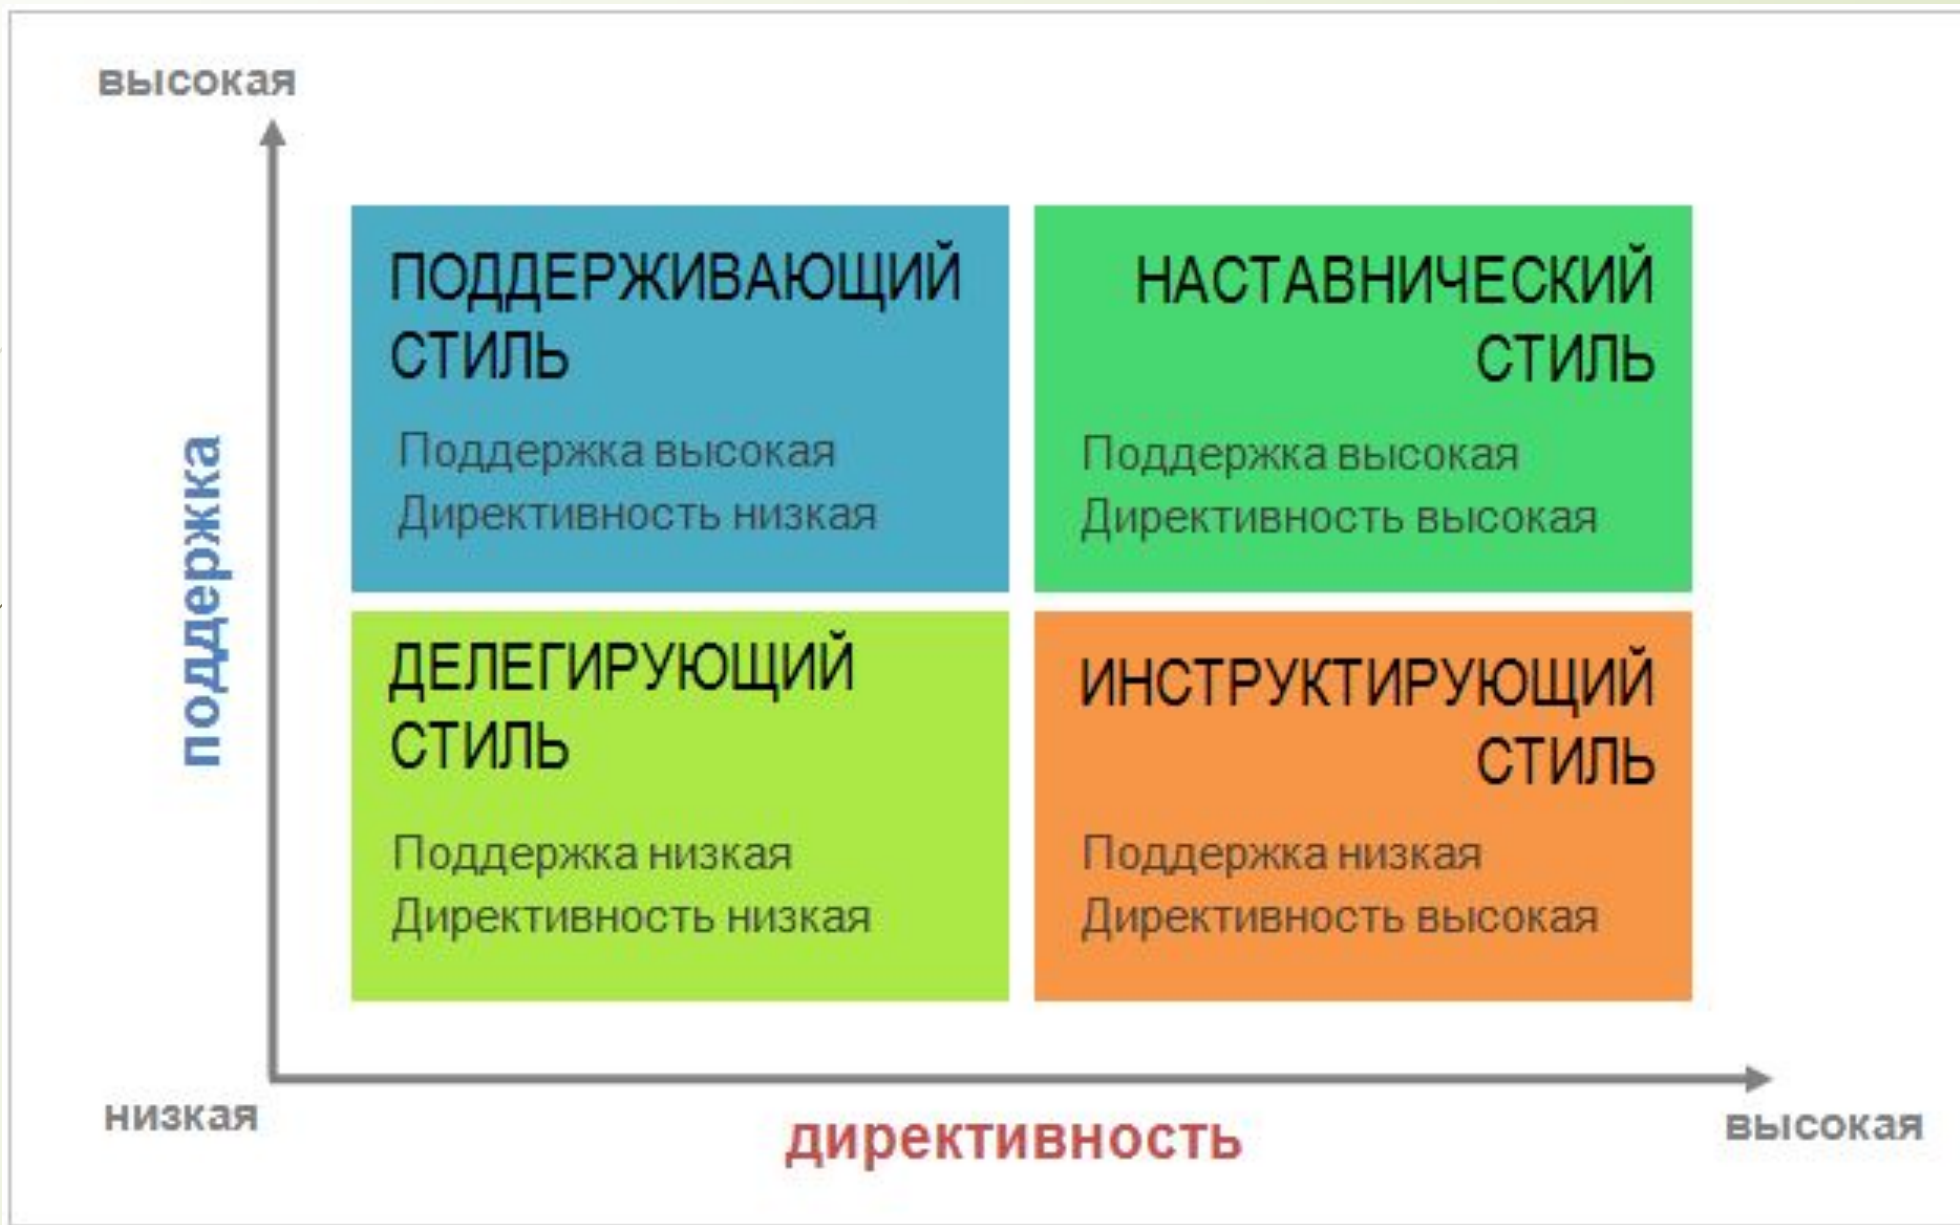 высокая
поддержка
ПОДДЕРЖИВАЮЩИЙ
СТИЛЬ
Поддержка высокая
Директивность низкая
НАСТАВНИЧЕСКИЙ
СТИЛЬ
Поддержка высокая
Директивность высокая
ДЕЛЕГИРУЮЩИЙ
СТИЛЬ
Поддержка низкая
Директивность низкая
ИНСТРУКТИРУЮЩИЙ
СТИЛЬ
Поддержка низкая
Директивность высокая
низкая
директивность
высокая